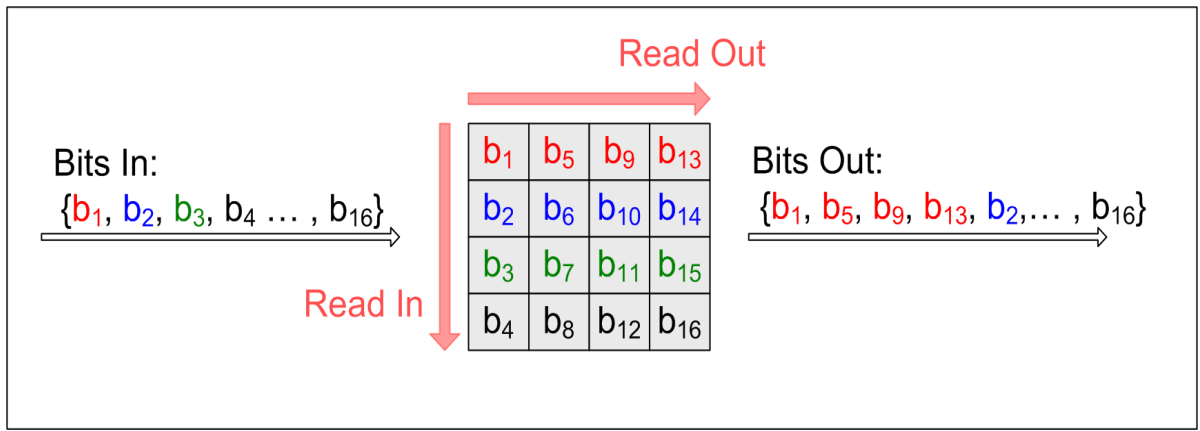 Read Out
Bits In:
{b₁, b₂, b₃, b₄ … , b₁₆}
Read In
b₁ b₅ b₉ b₁₃
b₂ b₆ b₁₀ b₁₄
b₃ b₇ b₁₁ b₁₅
b₄ b₈ b₁₂ b₁₆
Bits Out:
{b₁, b₅, b₉, b₁₃, b₂,… , b₁₆}